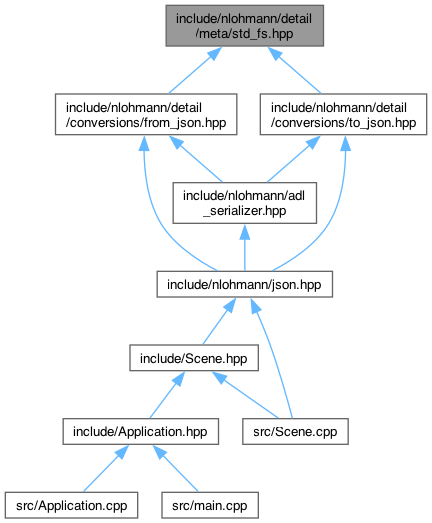 include/nlohmann/detail
/meta/std_fs.hpp
include/nlohmann/detail
/conversions/from_json.hpp
include/nlohmann/detail
/conversions/to_json.hpp
include/nlohmann/adl
_serializer.hpp
include/nlohmann/json.hpp
include/Scene.hpp
include/Application.hpp
src/Scene.cpp
src/Application.cpp
src/main.cpp